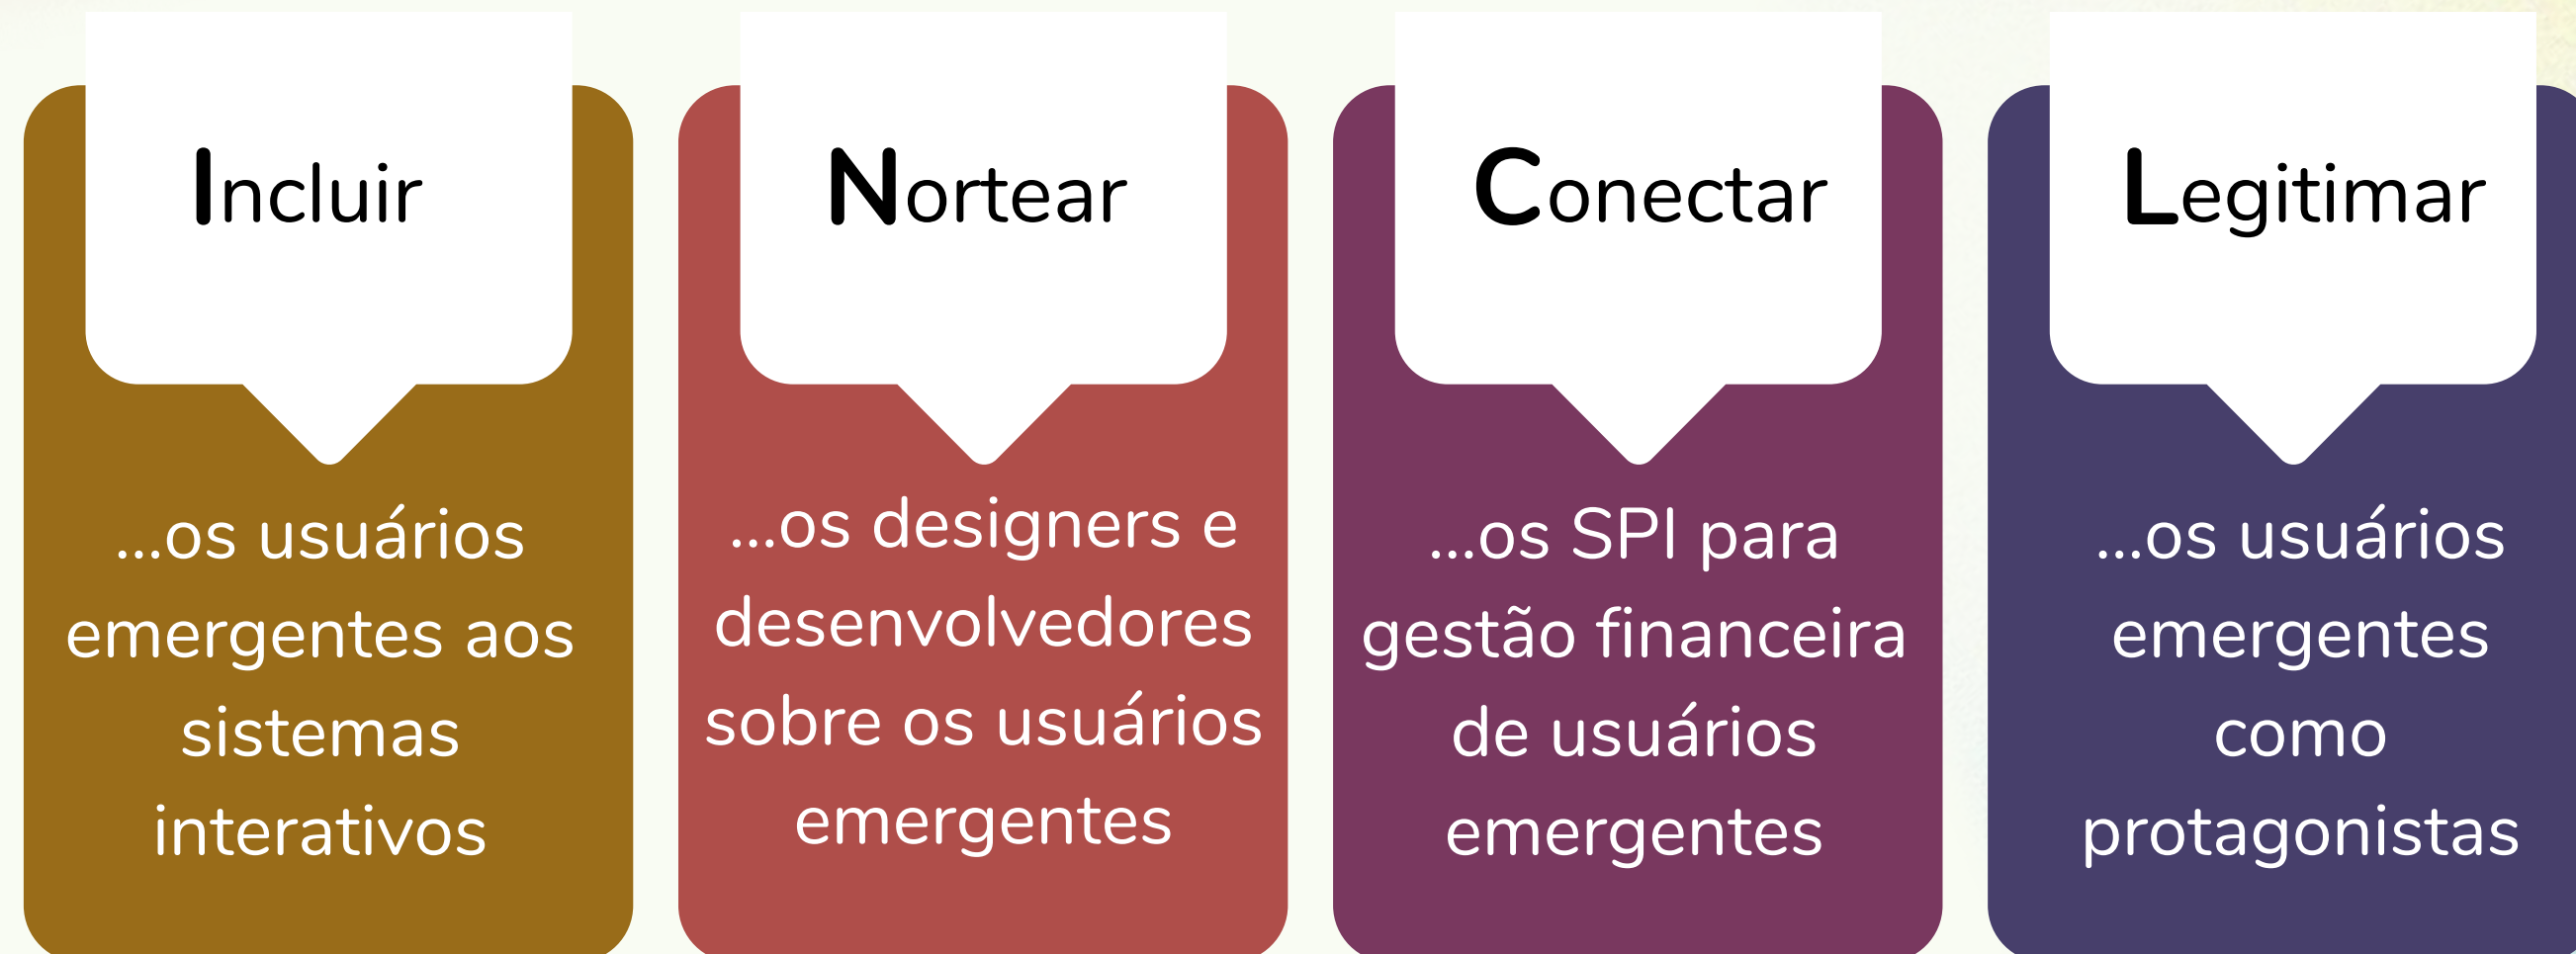 Incluir
...os usuários
emergentes aos
sistemas
interativos
Nortear
...os designers e
desenvolvedores
sobre os usuários
emergentes
Conectar
...os SPI para
gestão financeira
de usuários
emergentes
Legitimar
...os usuários
emergentes
como
protagonistas